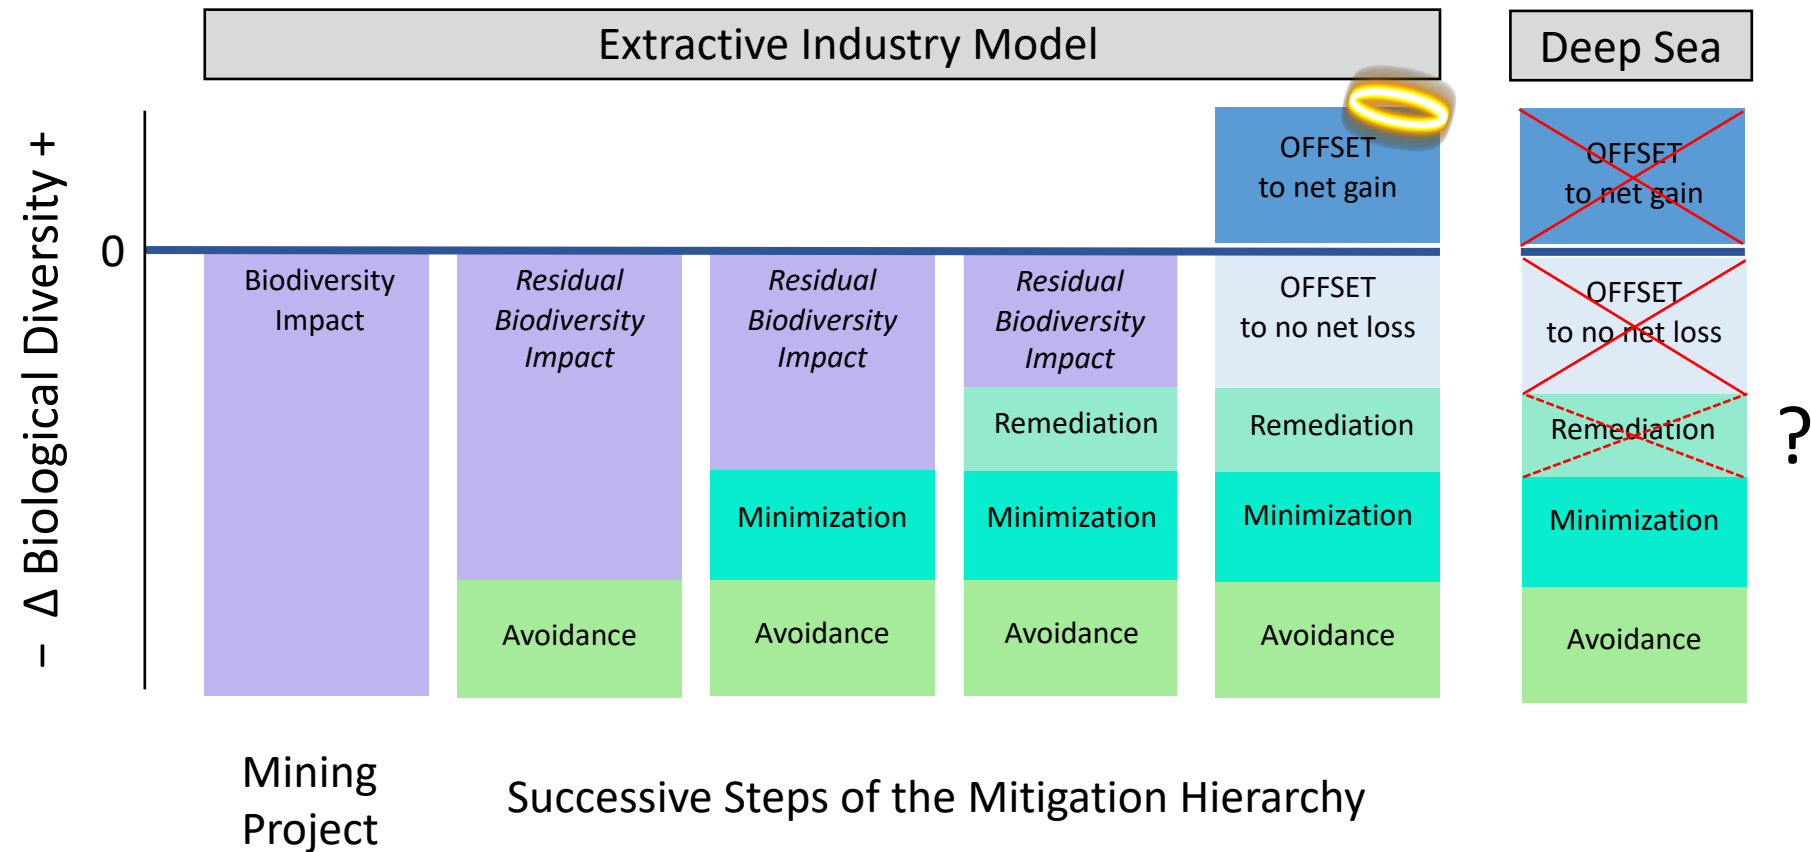 Extractive Industry Model
Deep Sea
− Δ Biological Diversity +
0
OFFSET
to net gain
OFFSET
to net gain
Biodiversity
Impact
Residual
Biodiversity
Impact
Avoidance
Residual
Biodiversity
Impact
Minimization
Avoidance
Residual
Biodiversity
Impact
Remediation
Minimization
Avoidance
OFFSET
to no net loss
Remediation
Minimization
Avoidance
OFFSET
to no net loss
Remediation
Minimization
Avoidance
?
Mining
Project
Successive Steps of the Mitigation Hierarchy